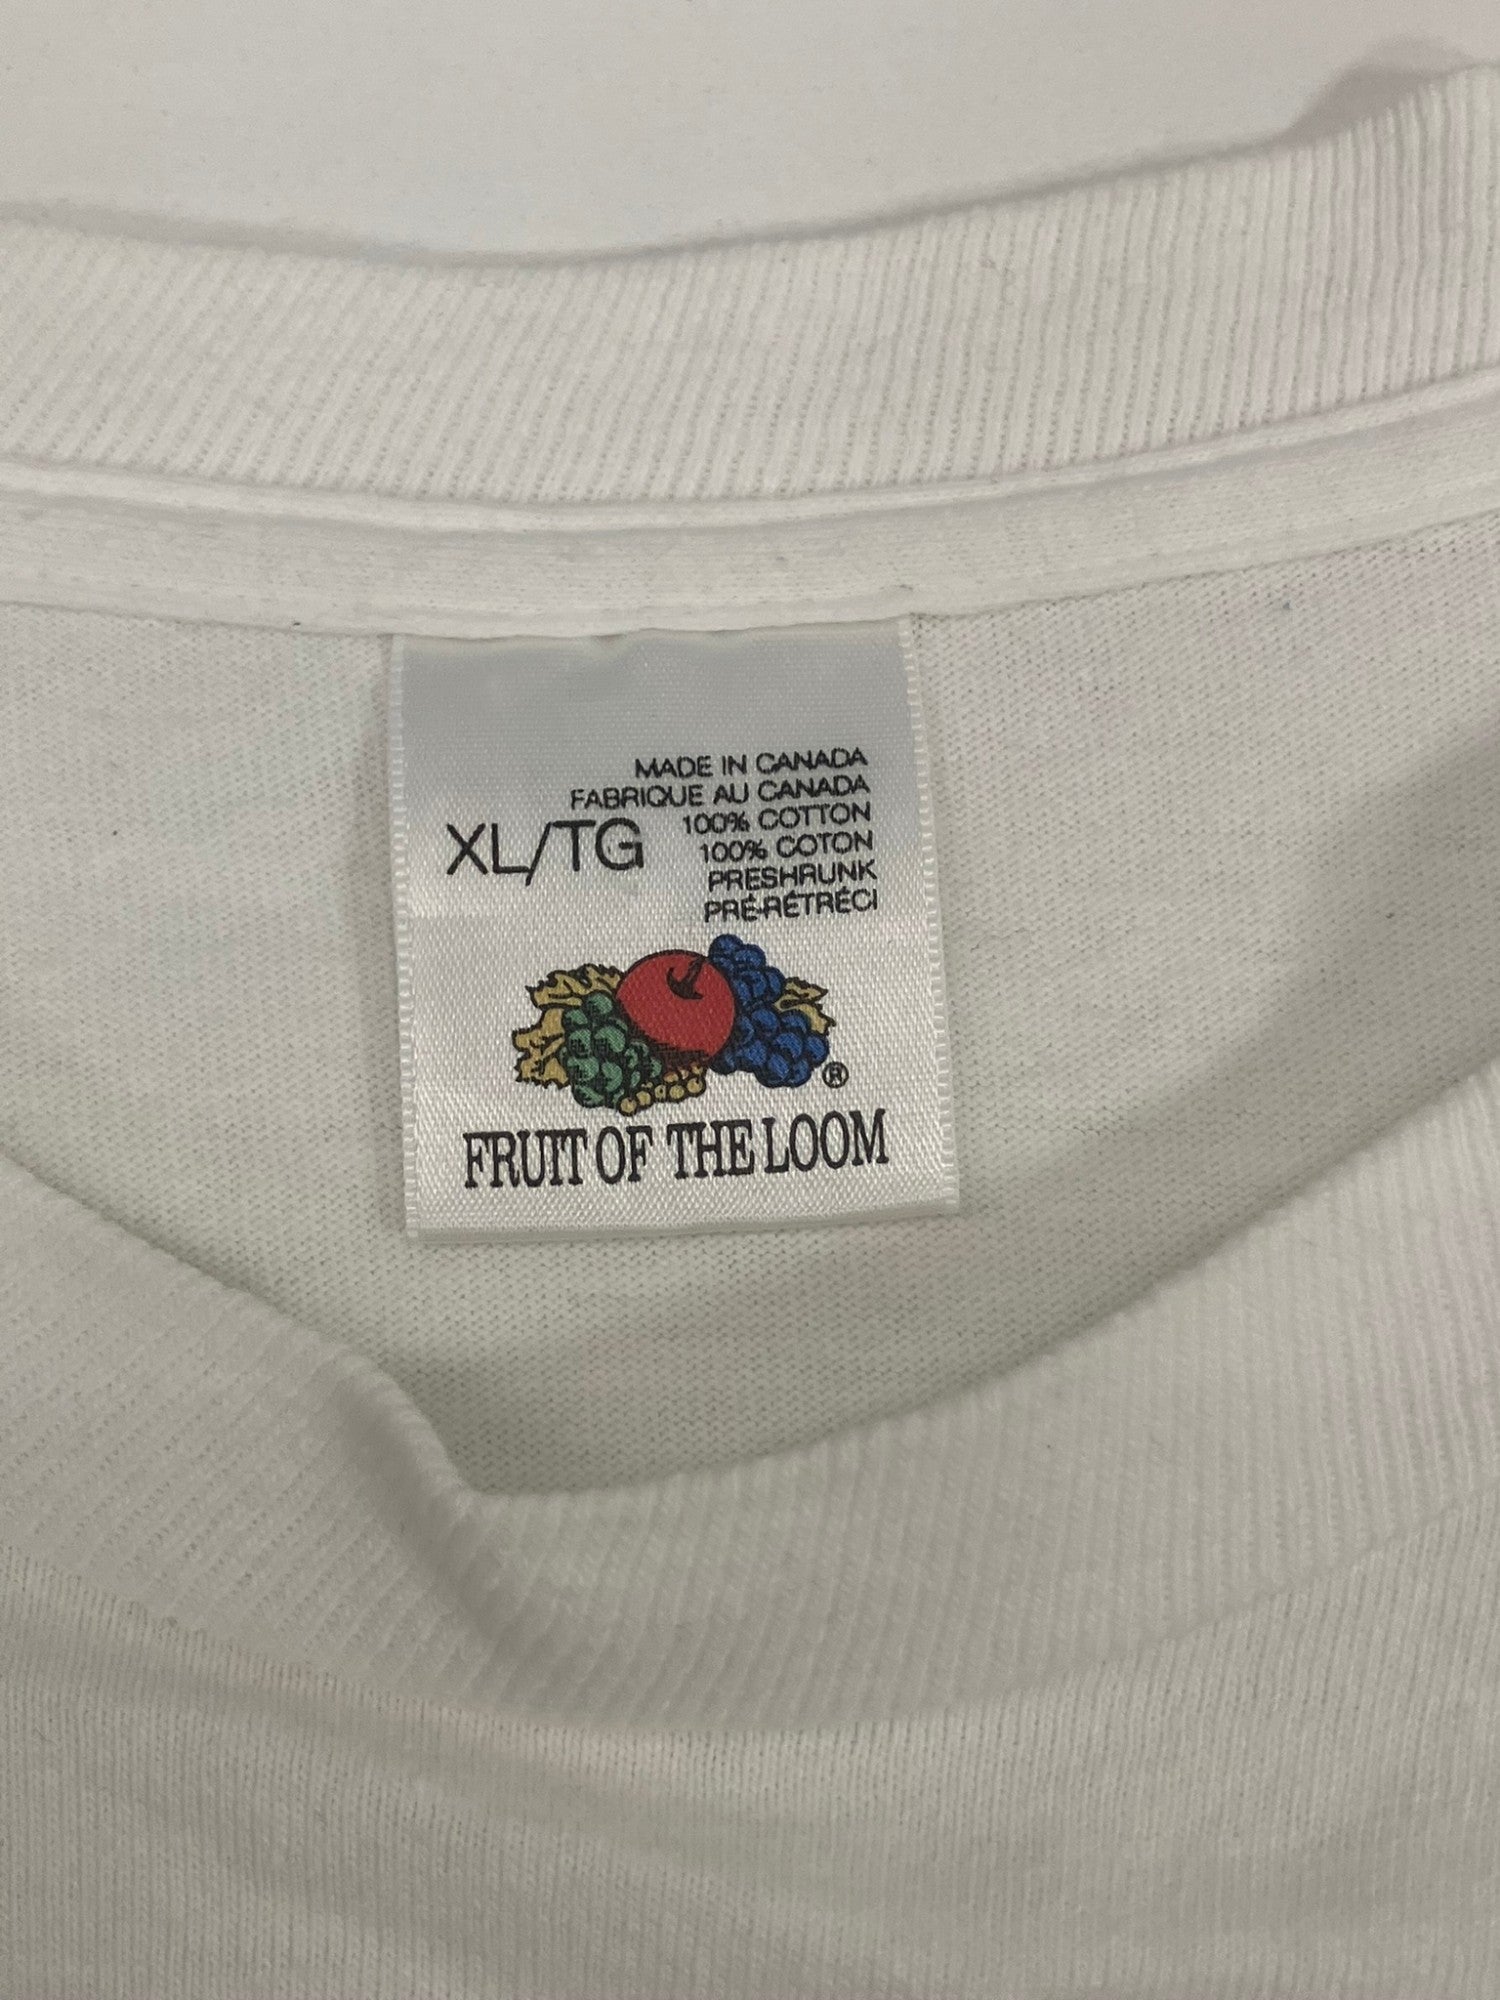 MADE IN CANADA
FABRIQUE AU CANADA
XL/TG
100% COTTON
100% COTON
PRESHRUNK
PRÉ-RÉTRÉCI
®
FRUIT OF THE LOOM